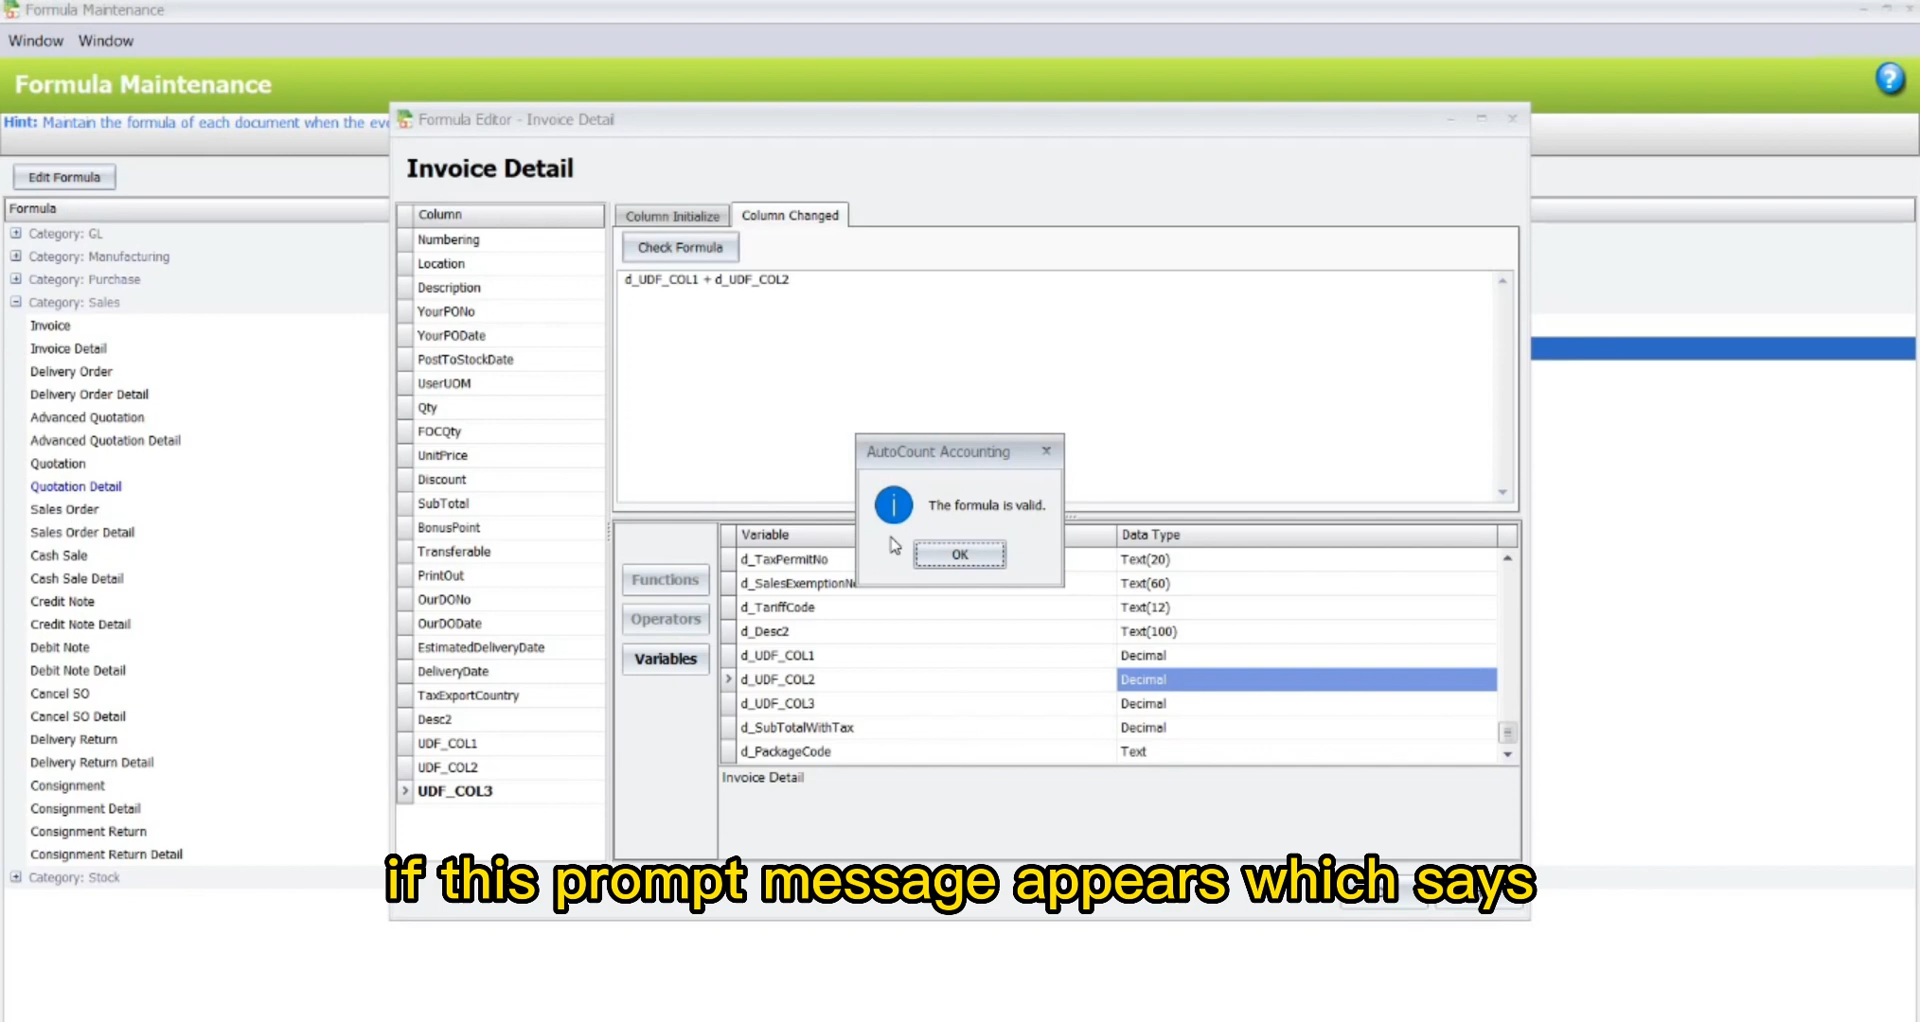 Formula Maintenance
Window Window
Formula Maintenance
Hint: Maintain the formula of each document when the eve
Edit Formula
Formula
Category: GL
Category: Manufacturing
Category: Purchase
Category: Sales
Invoice
Invoice Detail
Delivery Order
Delivery Order Detail
Advanced Quotation
Advanced Quotation Detail
Quotation
Quotation Detail
Sales Order
Sales Order Detail
Cash Sale
Cash Sale Detail
Credit Note
Credit Note Detail
Debit Note
Debit Note Detail
Cancel SO
Cancel SO Detail
Delivery Return
Delivery Return Detail
Consignment
Consignment Detail
Consignment Return
Consignment Return Detail
Category: Stock
Formula Editor - Invoice Detail
Invoice Detail
Column
Numbering
Location
Description
YourPONo
YourPODate
PostToStockDate
UserUOM
Qty
FOCQty
UnitPrice
Discount
SubTotal
BonusPoint
Transferable
PrintOut
OurDONo
OurDODate
EstimatedDeliveryDate
DeliveryDate
TaxExportCountry
Desc2
UDF_COL1
UDF_COL2
UDF_COL3
Column Initialize Column Changed
Check Formula
d_UDF_COL1 + d_UDF_COL2
AutoCount Accounting
The formula is valid.
OK
Functions
Operators
Variables
Variable Data Type
d_TaxPermitNo Text(20)
d_SalesExemptionNo Text(60)
d_TariffCode Text(12)
d_Desc2 Text(100)
d_UDF_COL1 Decimal
d_UDF_COL2 Decimal
d_UDF_COL3 Decimal
d_SubTotalWithTax Decimal
d_PackageCode Text
Invoice Detail
if this prompt message appears which says